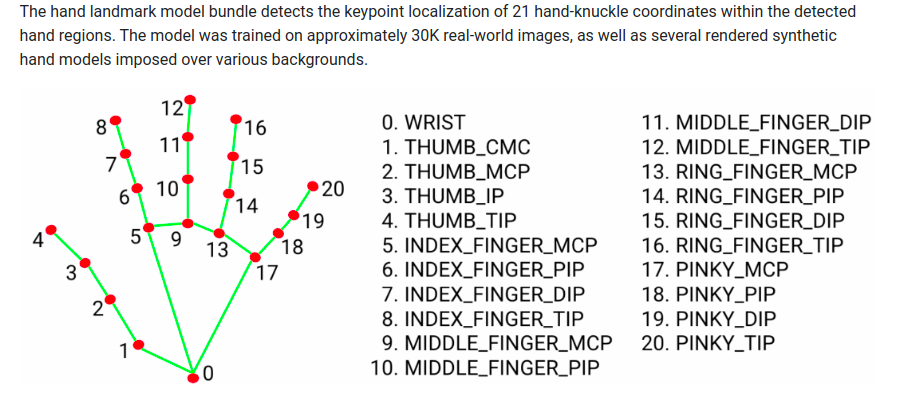 The hand landmark model bundle detects the keypoint localization of 21 hand-knuckle coordinates within the detected
hand regions. The model was trained on approximately 30K real-world images, as well as several rendered synthetic
hand models imposed over various backgrounds.
12
8
16
11
7
15
6
10
20
14
19
4
5
9
13
18
3
17
2
1
0
0. WRIST
1. THUMB_CMC
2. THUMB_MCP
3. THUMB_IP
4. THUMB_TIP
5. INDEX_FINGER_MCP
6. INDEX_FINGER_PIP
7. INDEX_FINGER_DIP
8. INDEX_FINGER_TIP
9. MIDDLE_FINGER_MCP
10. MIDDLE_FINGER_PIP
11. MIDDLE_FINGER_DIP
12. MIDDLE_FINGER_TIP
13. RING_FINGER_MCP
14. RING_FINGER_PIP
15. RING_FINGER_DIP
16. RING_FINGER_TIP
17. PINKY_MCP
18. PINKY_PIP
19. PINKY_DIP
20. PINKY_TIP